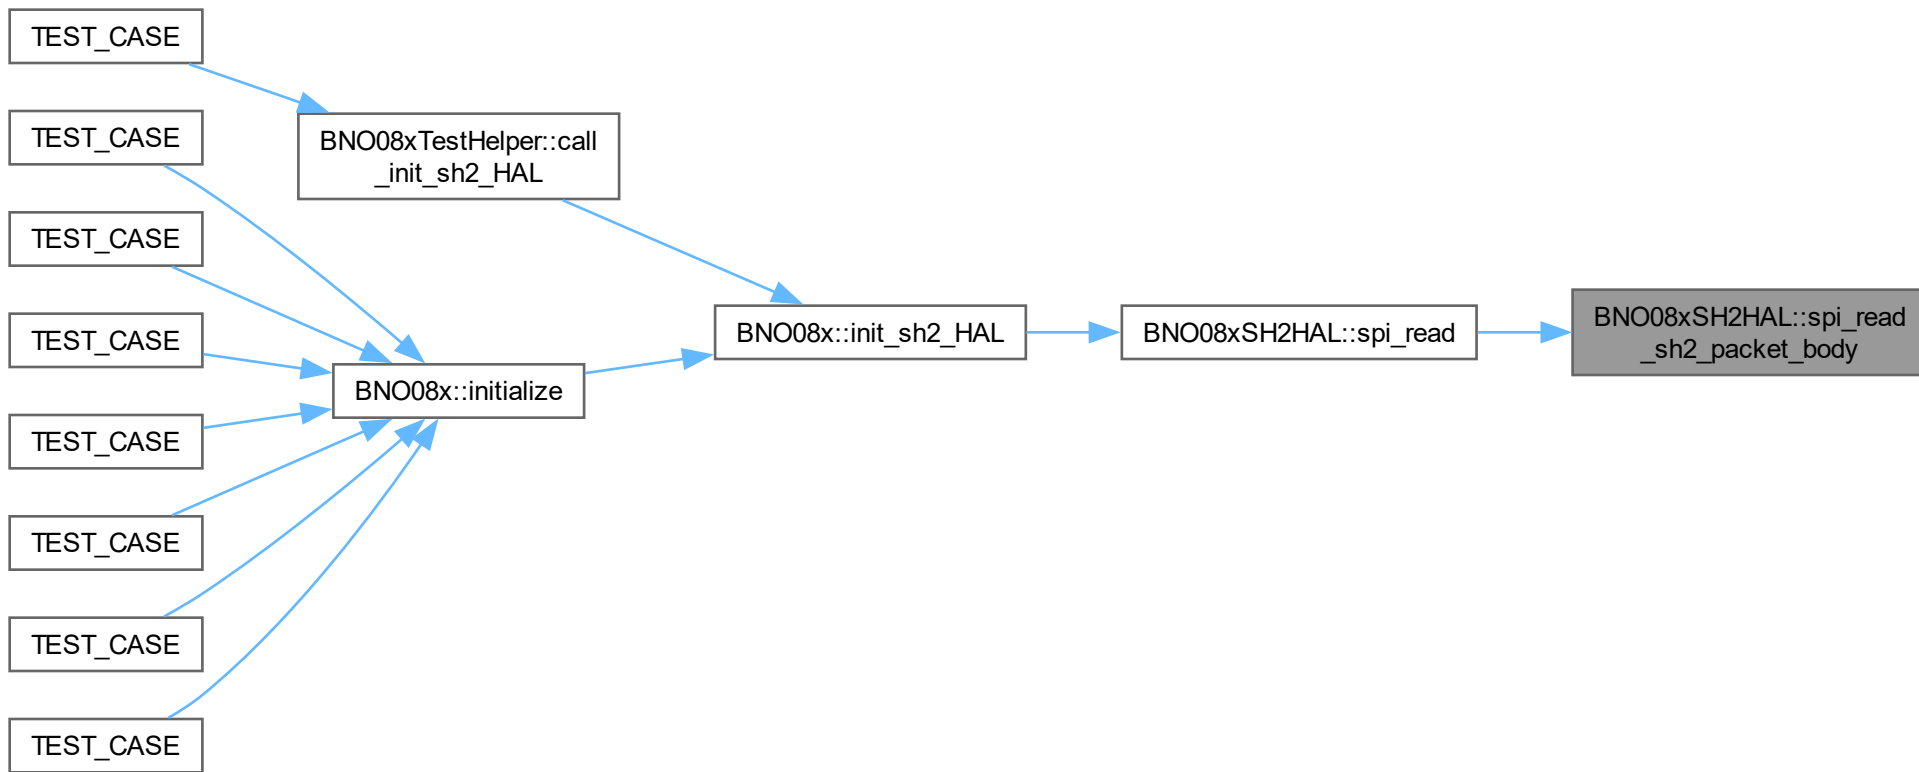 TEST_CASE
TEST_CASE
TEST_CASE
TEST_CASE
TEST_CASE
TEST_CASE
TEST_CASE
TEST_CASE
BNO08xTestHelper::call
_init_sh2_HAL
BNO08x::initialize
BNO08x::init_sh2_HAL
BNO08xSH2HAL::spi_read
BNO08xSH2HAL::spi_read
_sh2_packet_body